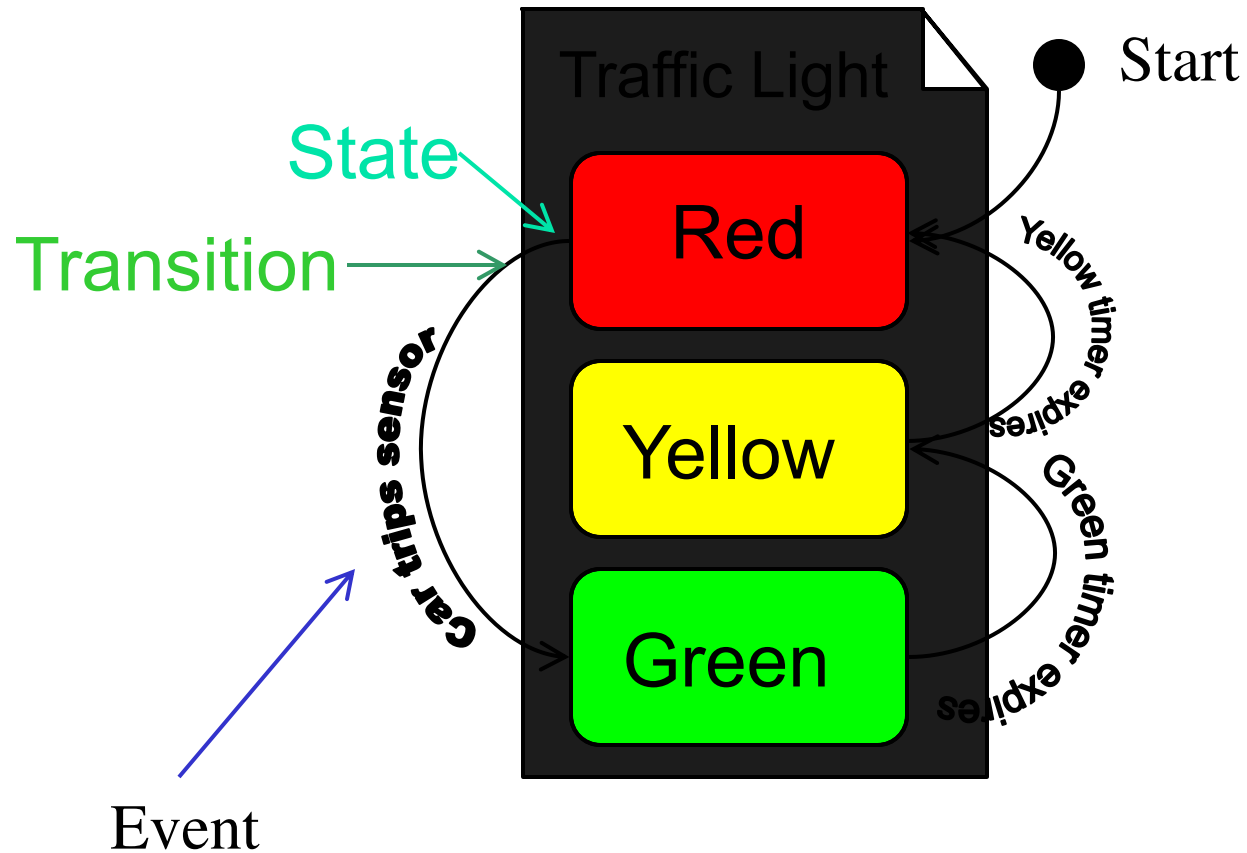 Traffic Light
Start
State
Red
Transition
Yellow timer expires
Car trips sensor
Yellow
Green timer expires
Green
Event